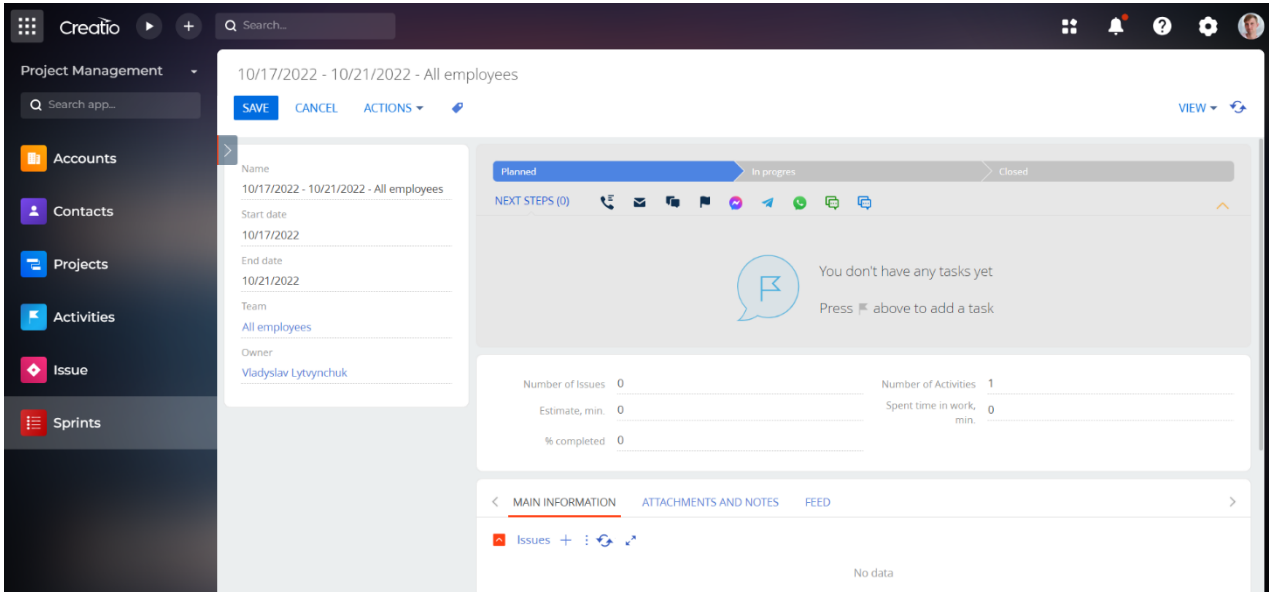 Creatio
Search...
Project Management
Search app...
Accounts
Contacts
Projects
Activities
Issue
Sprints
10/17/2022 - 10/21/2022 - All employees
SAVE CANCEL ACTIONS VIEW
Name
10/17/2022 - 10/21/2022 - All employees
Start date
10/17/2022
End date
10/21/2022
Team
All employees
Owner
Vladyslav Lytvynchuk
Planned In progres Closed
NEXT STEPS (0)
You don't have any tasks yet
Press above to add a task
Number of Issues 0 Number of Activities 1
Estimate, min. 0 Spent time in work, 0
min.
% completed 0
MAIN INFORMATION ATTACHMENTS AND NOTES FEED
Issues
No data